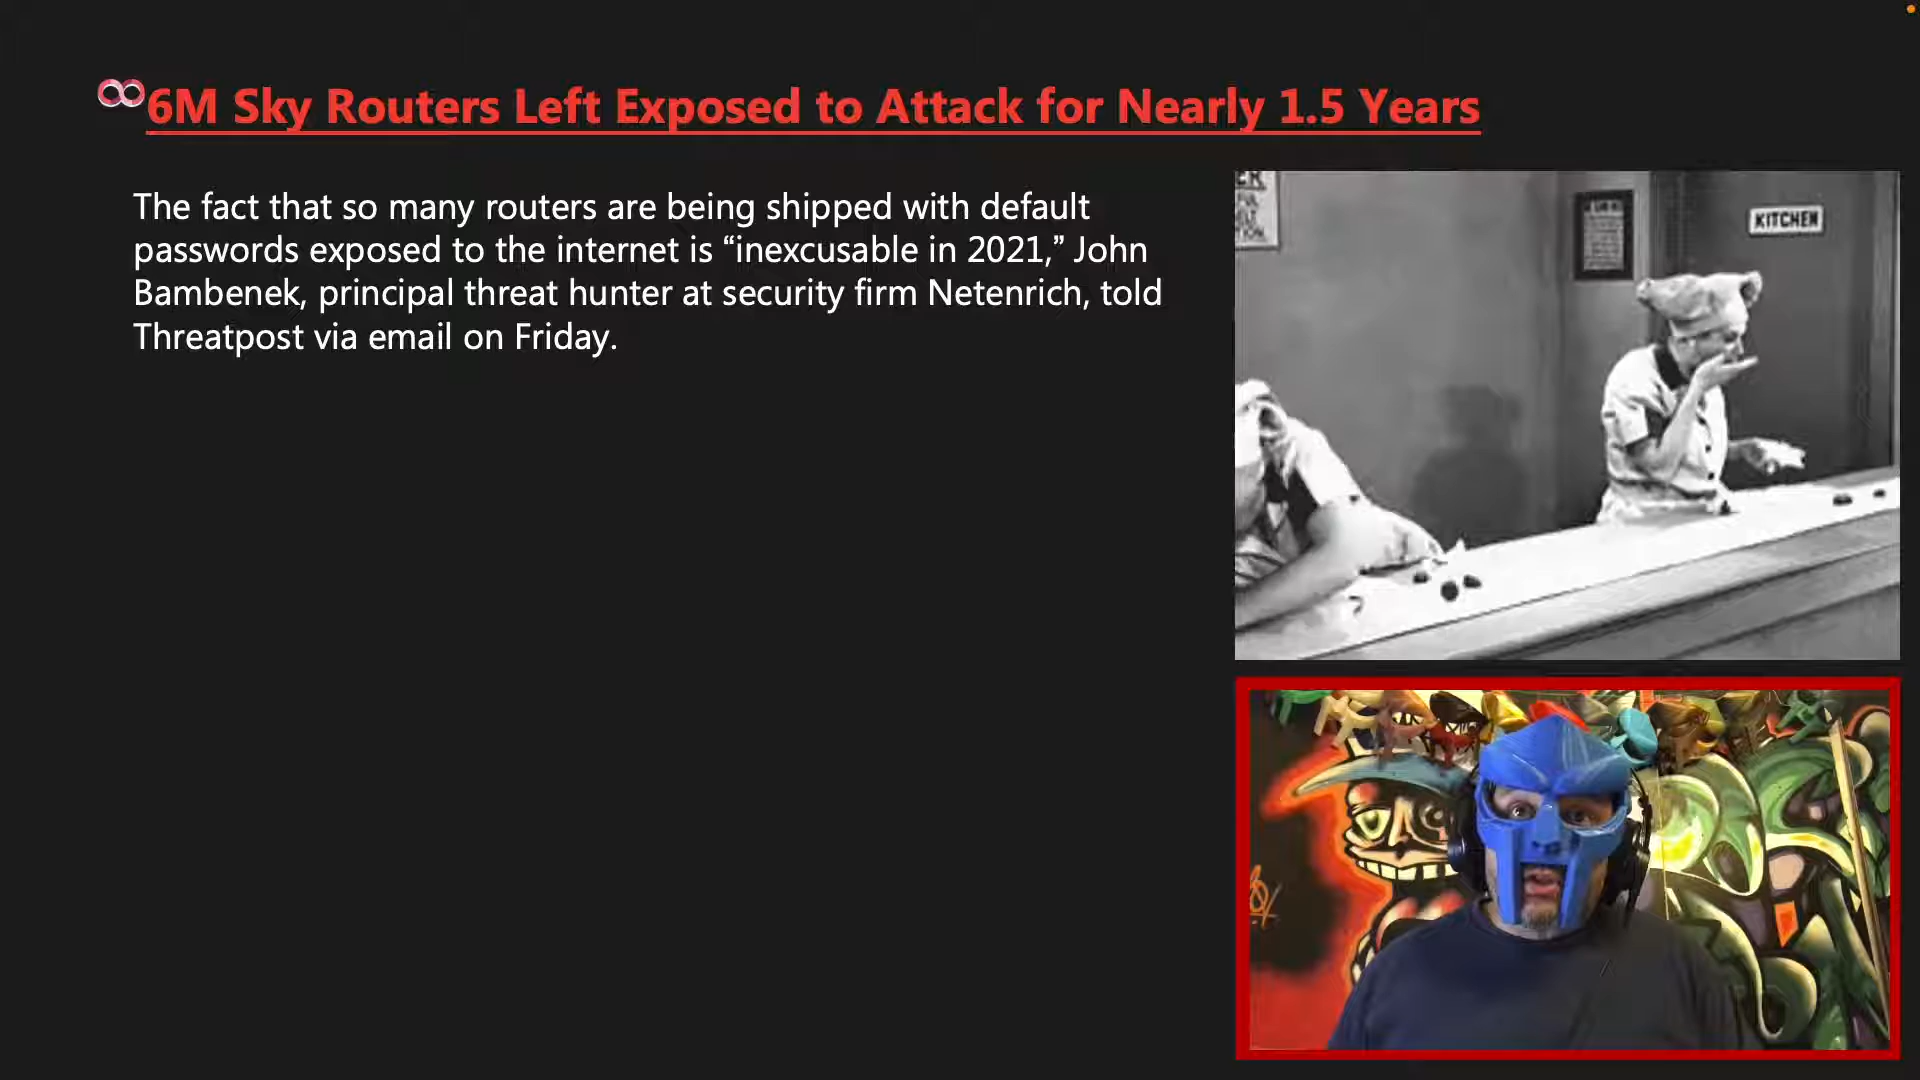 6M Sky Routers Left Exposed to Attack for Nearly 1.5 Years
The fact that so many routers are being shipped with default
passwords exposed to the internet is “inexcusable in 2021,” John
Bambenek, principal threat hunter at security firm Netenrich, told
Threatpost via email on Friday.
KITCHEN